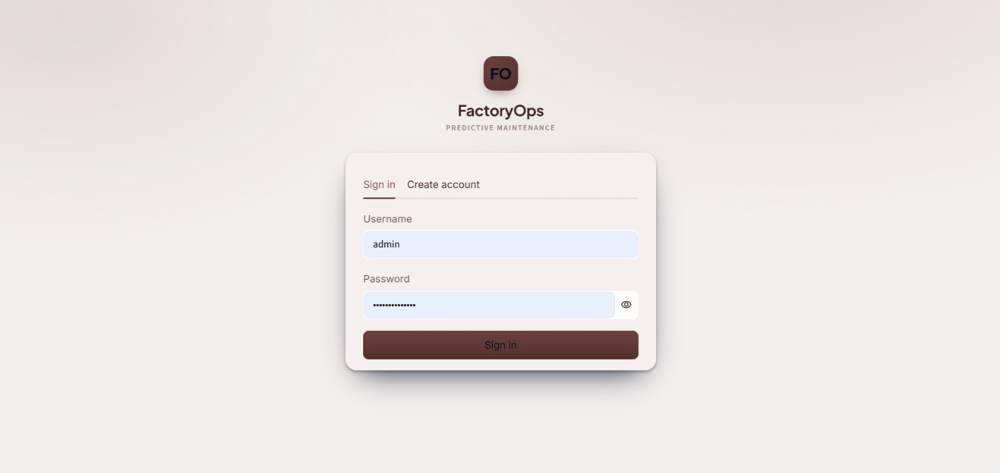 FO
FactoryOps
PREDICTIVE MAINTENANCE
Sign in Create account
Username
admin
Password
••••••••••••••
Sign in